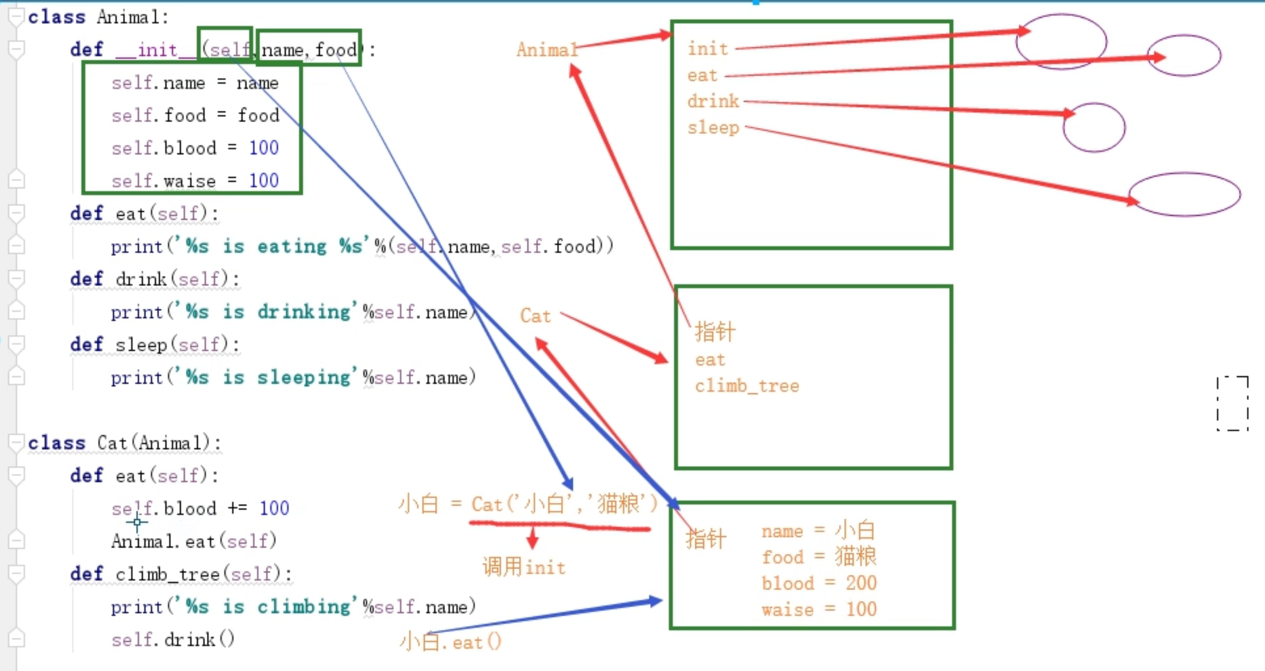 class Animal:
def __init__(self,name,food):
self.name = name
self.food = food
self.blood = 100
self.waise = 100
def eat(self):
print('%s is eating %s'%(self.name,self.food))
def drink(self):
print('%s is drinking'%self.name)
def sleep(self):
print('%s is sleeping'%self.name)
class Cat(Animal):
def eat(self):
self.blood += 100
Animal.eat(self)
def climb_tree(self):
print('%s is climbing'%self.name)
self.drink()
Animal
init
eat
drink
sleep
Cat
指针
eat
climb_tree
小白 = Cat('小白','猫粮')
调用init
小白.eat()
指针
name = 小白
food = 猫粮
blood = 200
waise = 100